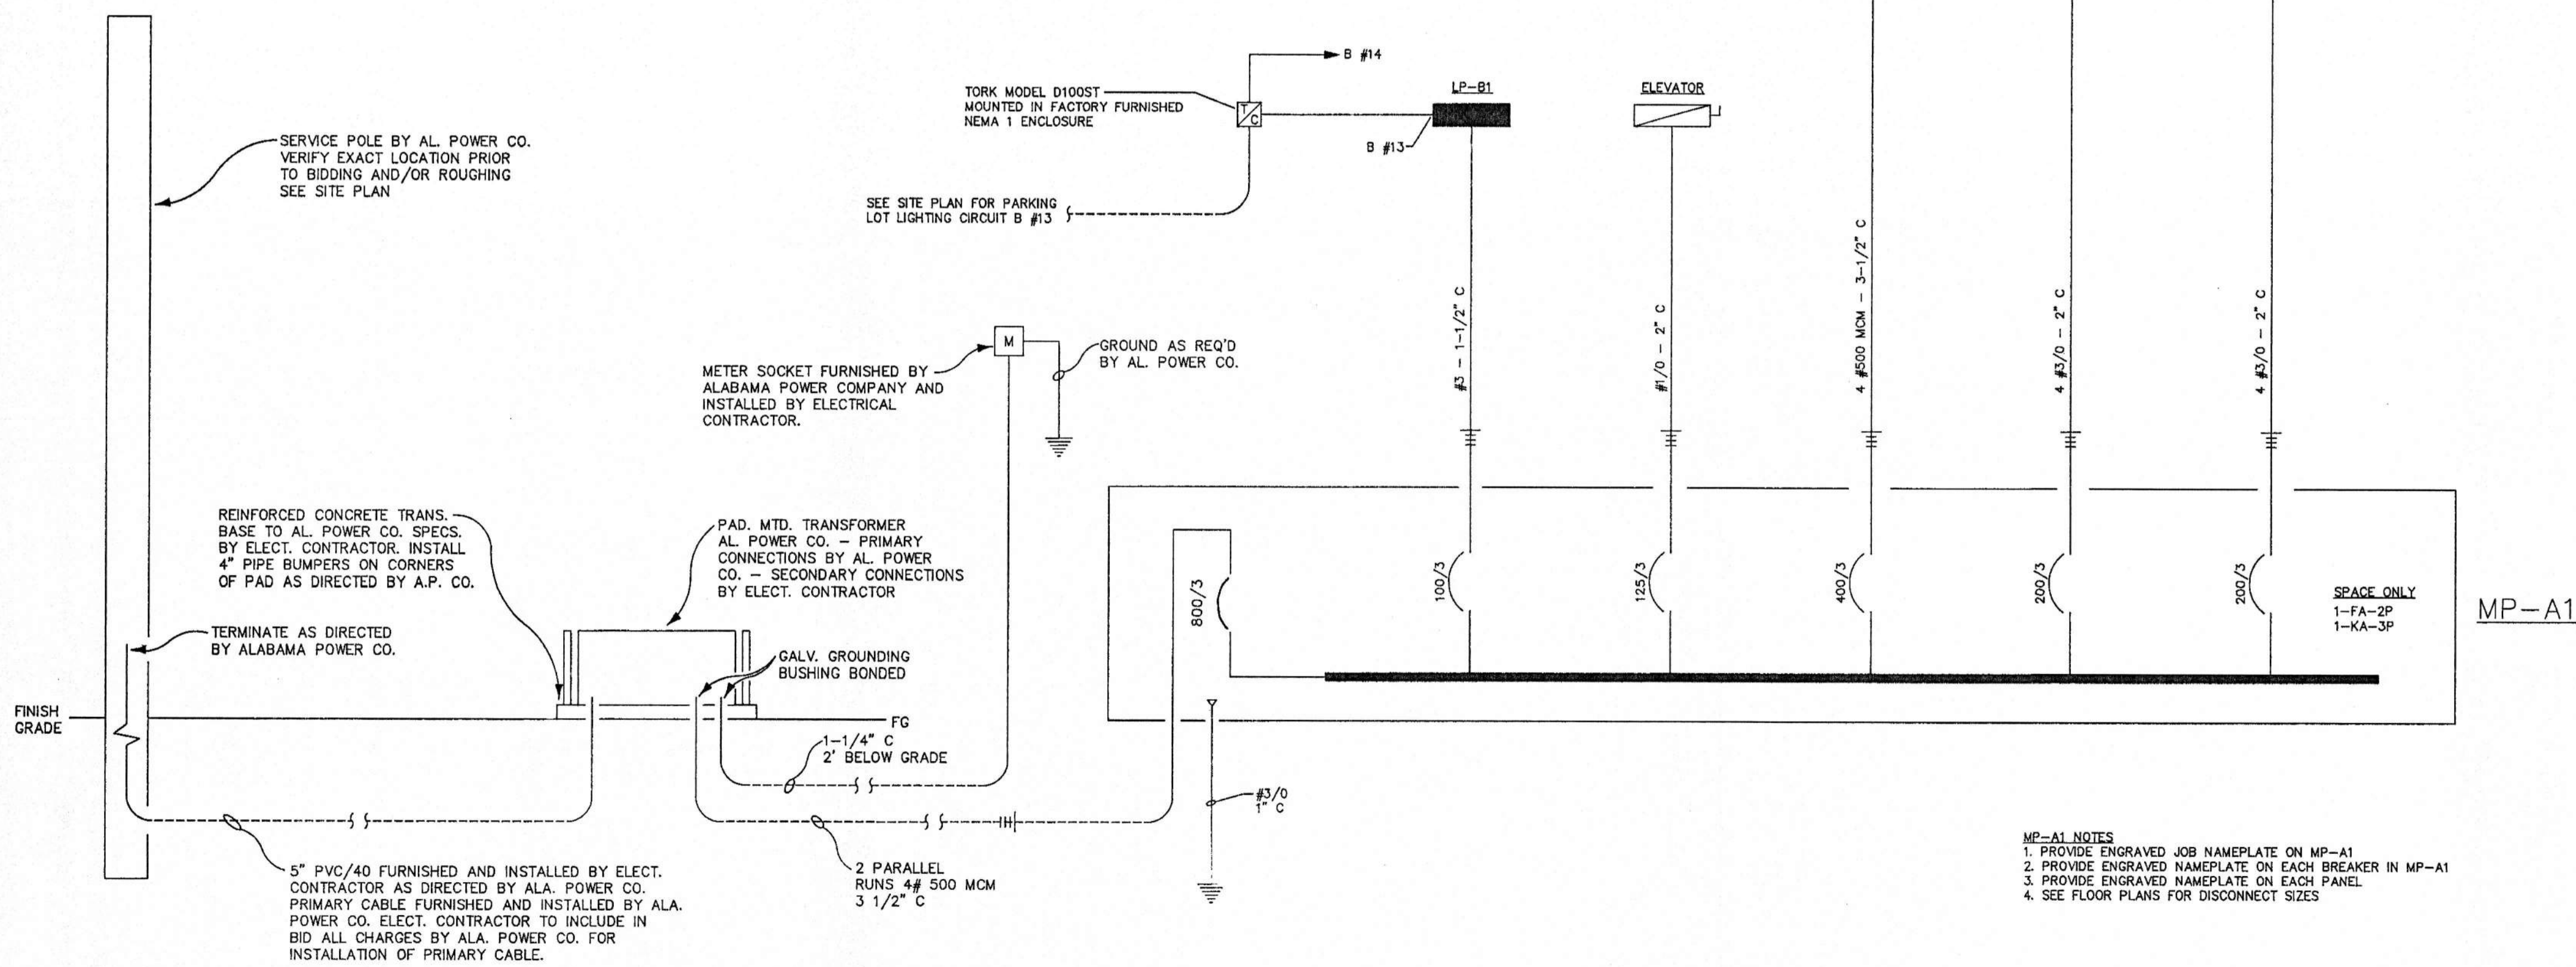 B #14
TORK MODEL D100ST
MOUNTED IN FACTORY FURNISHED
NEMA 1 ENCLOSURE
T/C
LP-B1
ELEVATOR
B #13
SERVICE POLE BY AL. POWER CO.
VERIFY EXACT LOCATION PRIOR
TO BIDDING AND/OR ROUGHING
SEE SITE PLAN
SEE SITE PLAN FOR PARKING
LOT LIGHTING CIRCUIT B #13
#3 - 1-1/2" C
#1/0 - 2" C
4 #500 MCM - 3-1/2" C
4 #3/0 - 2" C
4 #3/0 - 2" C
M
GROUND AS REQ'D
BY AL. POWER CO.
METER SOCKET FURNISHED BY
ALABAMA POWER COMPANY AND
INSTALLED BY ELECTRICAL
CONTRACTOR.
REINFORCED CONCRETE TRANS.
BASE TO AL. POWER CO. SPECS.
BY ELECT. CONTRACTOR. INSTALL
4" PIPE BUMPERS ON CORNERS
OF PAD AS DIRECTED BY A.P. CO.
PAD. MTD. TRANSFORMER
AL. POWER CO. - PRIMARY
CONNECTIONS BY AL. POWER
CO. - SECONDARY CONNECTIONS
BY ELECT. CONTRACTOR
800/3
100/3
125/3
400/3
200/3
200/3
SPACE ONLY
1-FA-2P
1-KA-3P
MP-A1
TERMINATE AS DIRECTED
BY ALABAMA POWER CO.
GALV. GROUNDING
BUSHING BONDED
FINISH
GRADE
FG
1-1/4" C
2' BELOW GRADE
#3/0
1" C
5" PVC/40 FURNISHED AND INSTALLED BY ELECT.
CONTRACTOR AS DIRECTED BY ALA. POWER CO.
PRIMARY CABLE FURNISHED AND INSTALLED BY ALA.
POWER CO. ELECT. CONTRACTOR TO INCLUDE IN
BID ALL CHARGES BY ALA. POWER CO. FOR
INSTALLATION OF PRIMARY CABLE.
2 PARALLEL
RUNS 4# 500 MCM
3 1/2" C
MP-A1 NOTES
1. PROVIDE ENGRAVED JOB NAMEPLATE ON MP-A1
2. PROVIDE ENGRAVED NAMEPLATE ON EACH BREAKER IN MP-A1
3. PROVIDE ENGRAVED NAMEPLATE ON EACH PANEL
4. SEE FLOOR PLANS FOR DISCONNECT SIZES